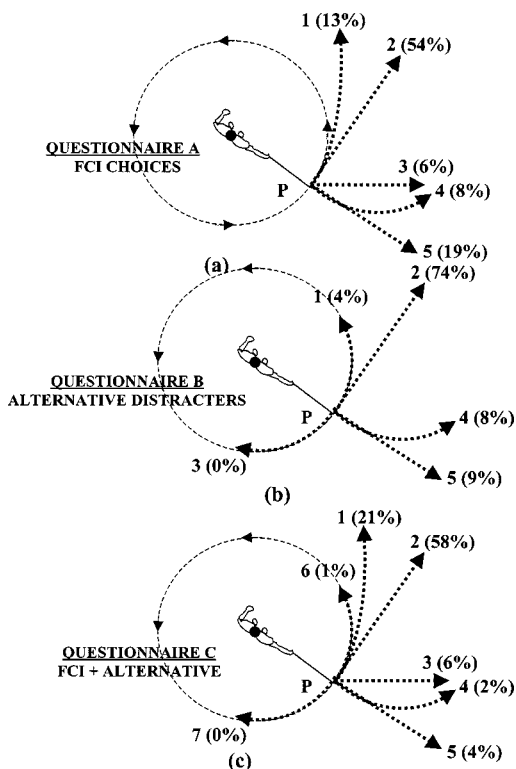 1 (13%)
2 (54%)
QUESTIONNAIRE A
FCI CHOICES
P
3 (6%)
4 (8%)
5 (19%)
(a)
2 (74%)
1 (4%)
QUESTIONNAIRE B
ALTERNATIVE DISTRACTERS
P
4 (8%)
3 (0%)
5 (9%)
(b)
1 (21%)
2 (58%)
6 (1%)
QUESTIONNAIRE C
FCI + ALTERNATIVE
P
3 (6%)
4 (2%)
7 (0%)
5 (4%)
(c)